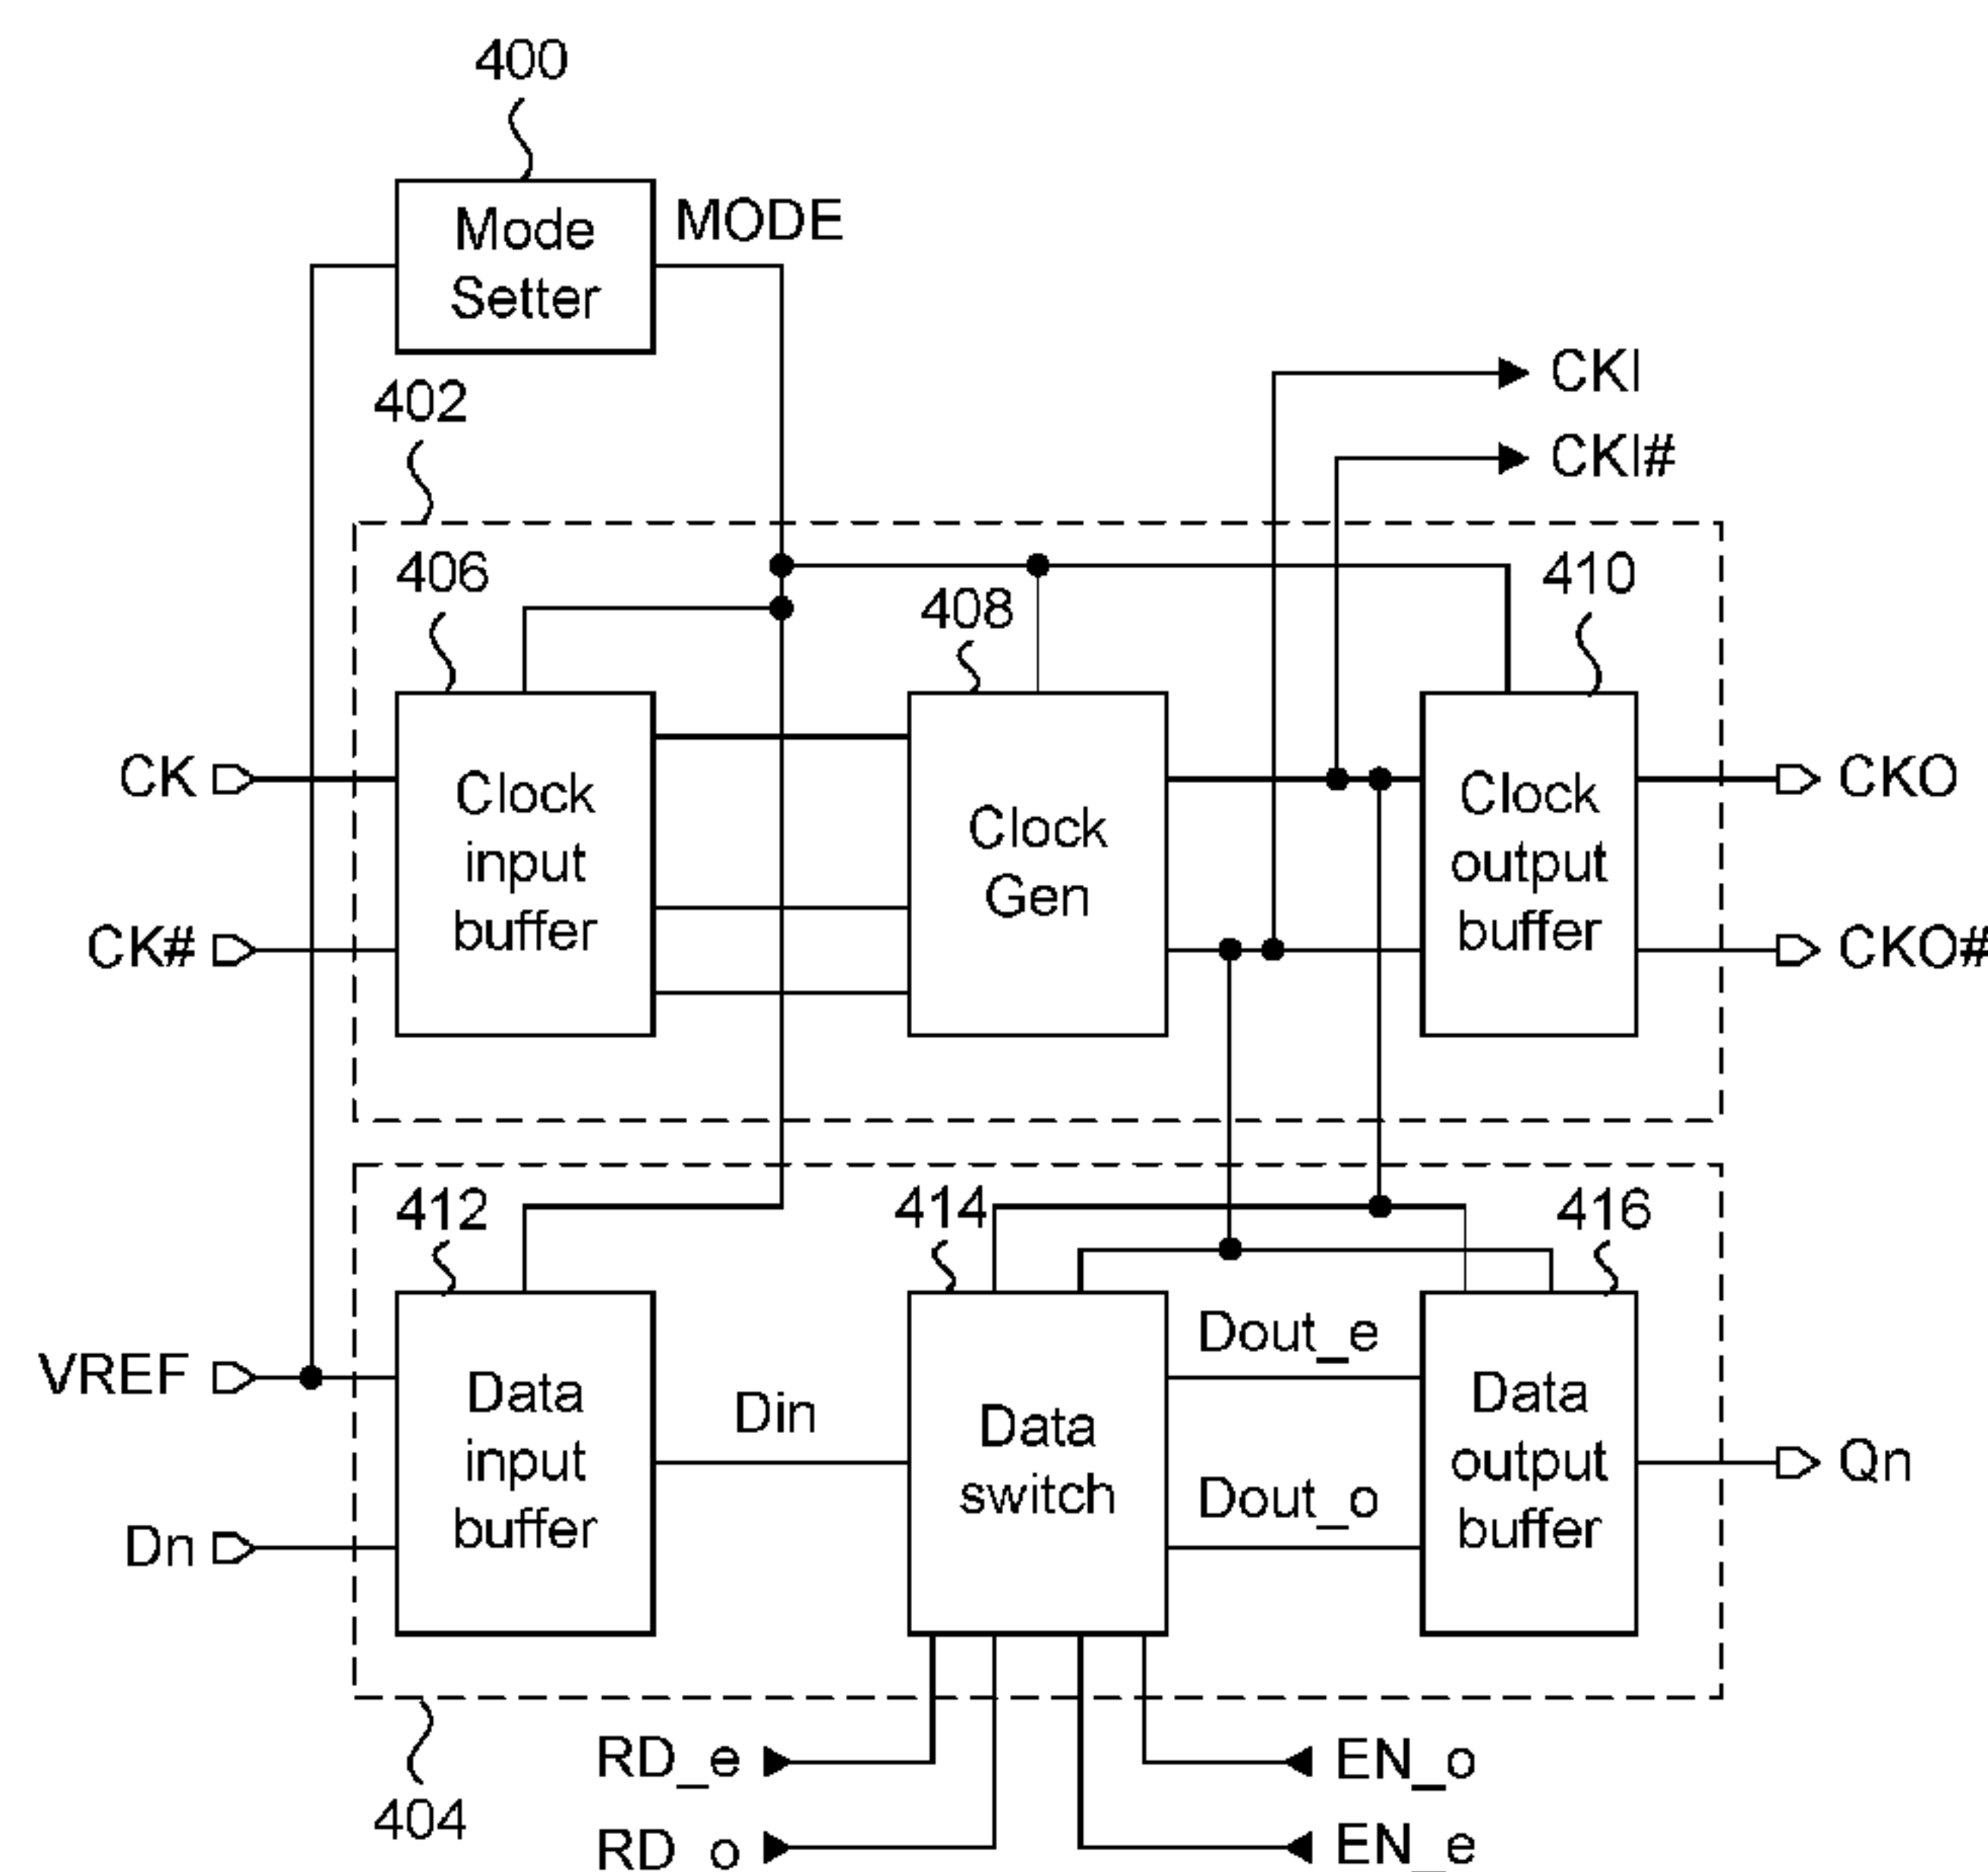 400
Mode
Setter
MODE
402
CKI
CKI#
406
408
410
CK
CK#
Clock
input
buffer
Clock
Gen
Clock
output
buffer
CKO
CKO#
412
414
416
VREF
Dn
Data
input
buffer
Din
Data
switch
Dout_e
Dout_o
Data
output
buffer
Qn
404
RD_e
RD_o
EN_o
EN_e